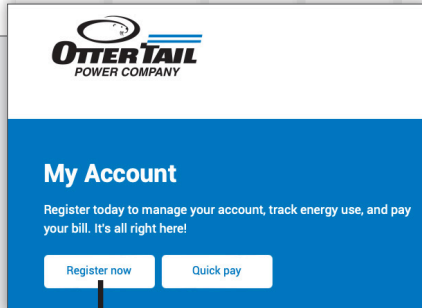 OTTER TAIL
POWER COMPANY
My Account
Register today to manage your account, track energy use, and pay
your bill. It's all right here!
Register now
Quick pay